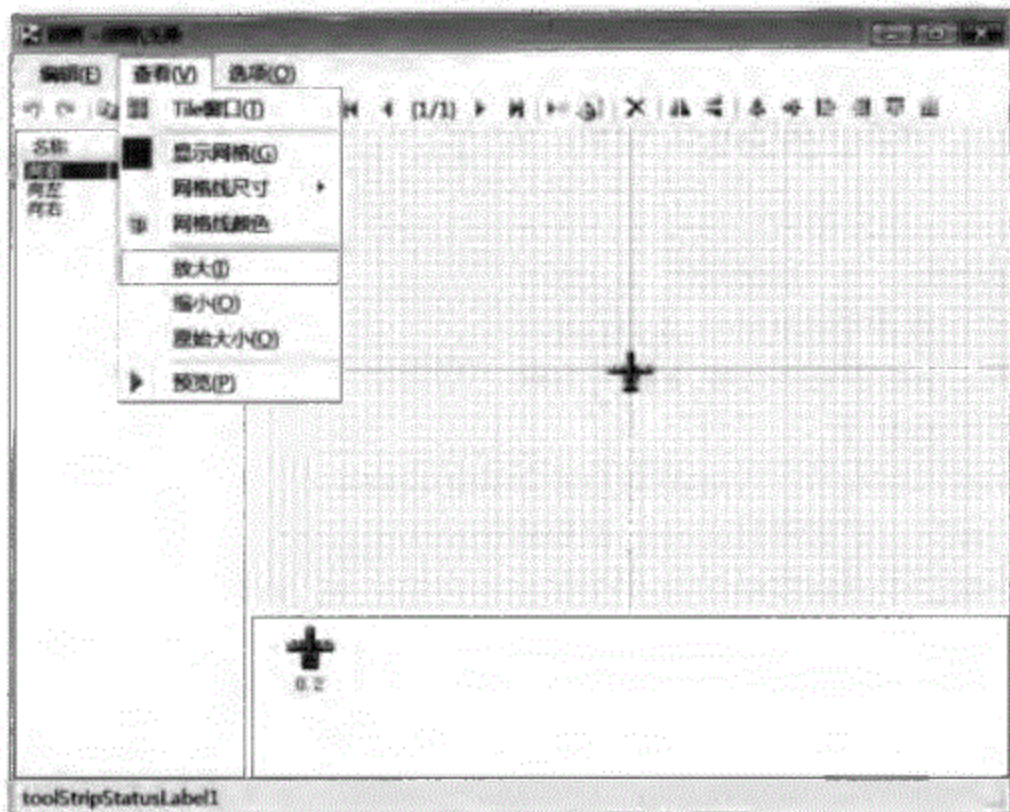 编辑(E) 查看(V) 选项(O)
Tile窗口(T)
(1/1)
名称
向左
向右
显示网格(G)
网格线尺寸
网格线颜色
放大(I)
缩小(O)
原始大小(O)
预览(P)
0.2
toolStripStatusLabel1